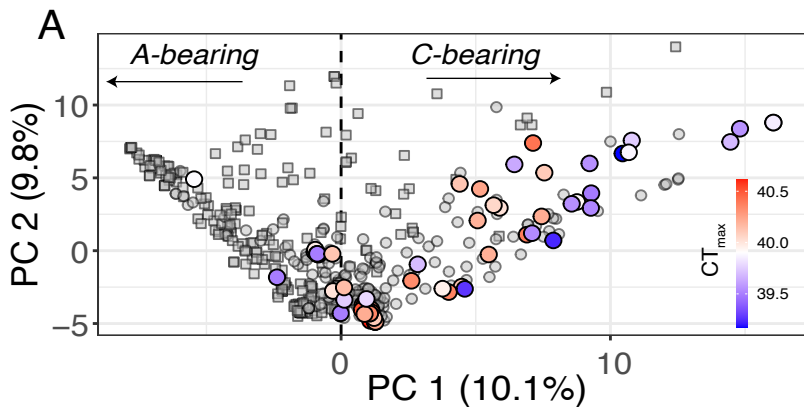 A
A-bearing
C-bearing
PC 2 (9.8%)
10
5
0
−5
0
10
PC 1 (10.1%)
CTmax
40.5
40.0
39.5